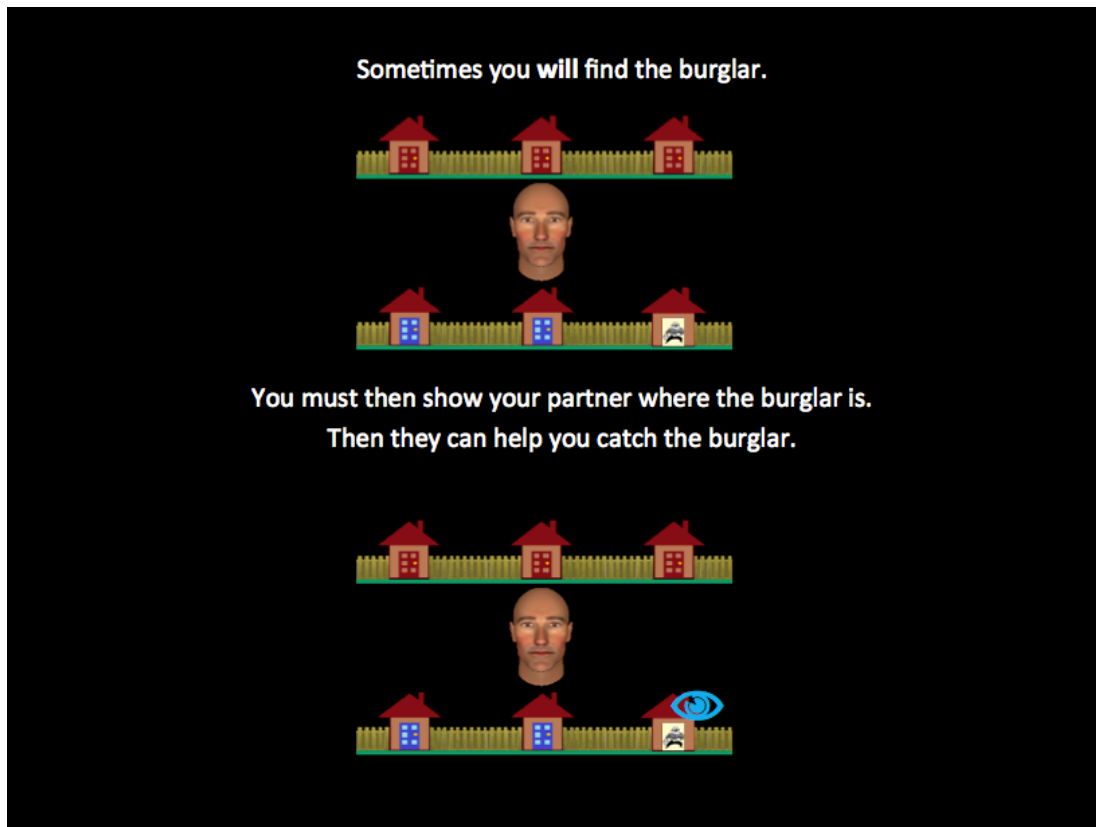 Sometimes you will find the burglar.
You must then show your partner where the burglar is.
Then they can help you catch the burglar.